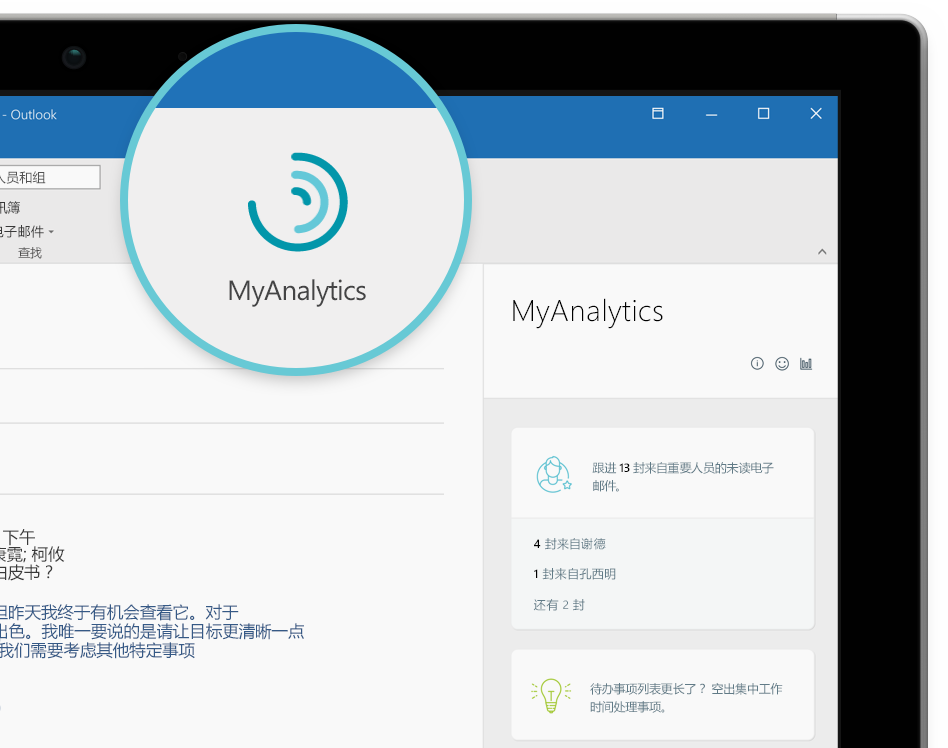 - Outlook
人员和组
讯簿
电子邮件
查找
MyAnalytics
MyAnalytics
跟进 13 封来自重要人员的未读电子
邮件。
4 封来自谢德
1 封来自孔西明
还有 2 封
待办事项列表更长了？ 空出集中工作
时间处理事项。
下午
霓; 柯攸
皮书？
昨天我终于有机会查看它。对于
出色。我唯一要说的是请让目标更清晰一点
我们需要考虑其他特定事项